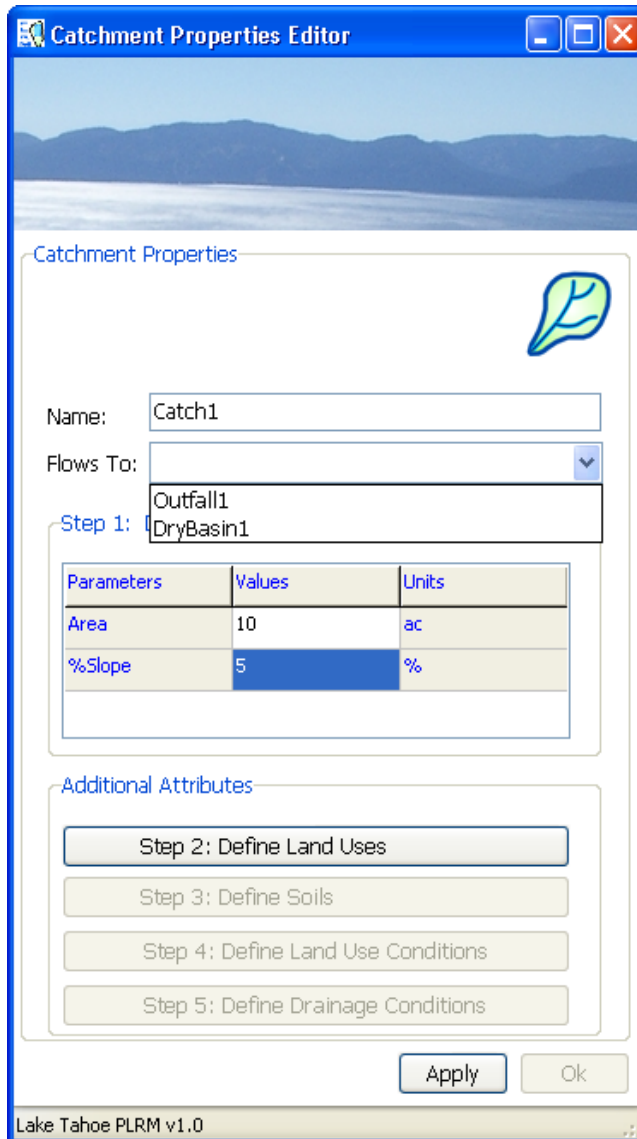 Catchment Properties Editor
Catchment Properties
Name: Catch1
Flows To:
Outfall1
DryBasin1
Step 1:
Parameters Values Units
Area 10 ac
%Slope 5 %
Additional Attributes
Step 2: Define Land Uses
Step 3: Define Soils
Step 4: Define Land Use Conditions
Step 5: Define Drainage Conditions
Apply Ok
Lake Tahoe PLRM v1.0